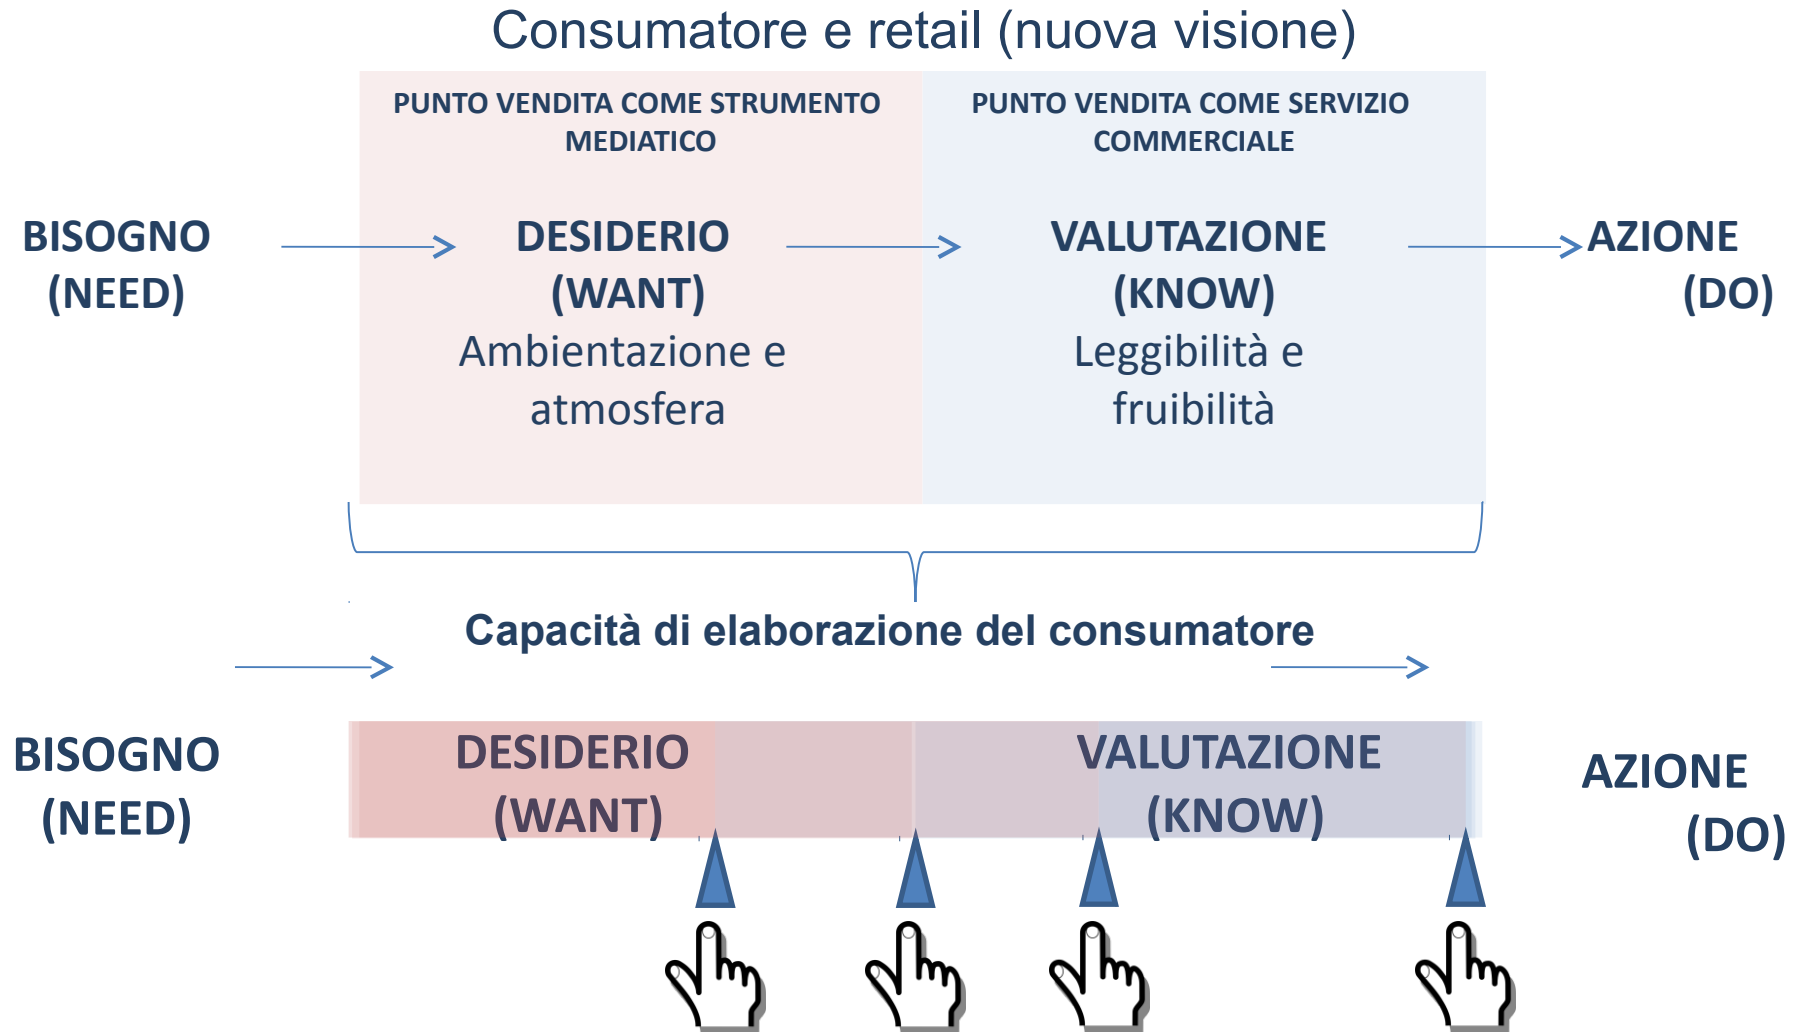 Consumatore e retail (nuova visione)
PUNTO VENDITA COME STRUMENTO
MEDIATICO
PUNTO VENDITA COME SERVIZIO
COMMERCIALE
BISOGNO
(NEED)
DESIDERIO
(WANT)
Ambientazione e
atmosfera
VALUTAZIONE
(KNOW)
Leggibilità e
fruibilità
AZIONE
(DO)
Capacità di elaborazione del consumatore
BISOGNO
(NEED)
DESIDERIO
(WANT)
VALUTAZIONE
(KNOW)
AZIONE
(DO)